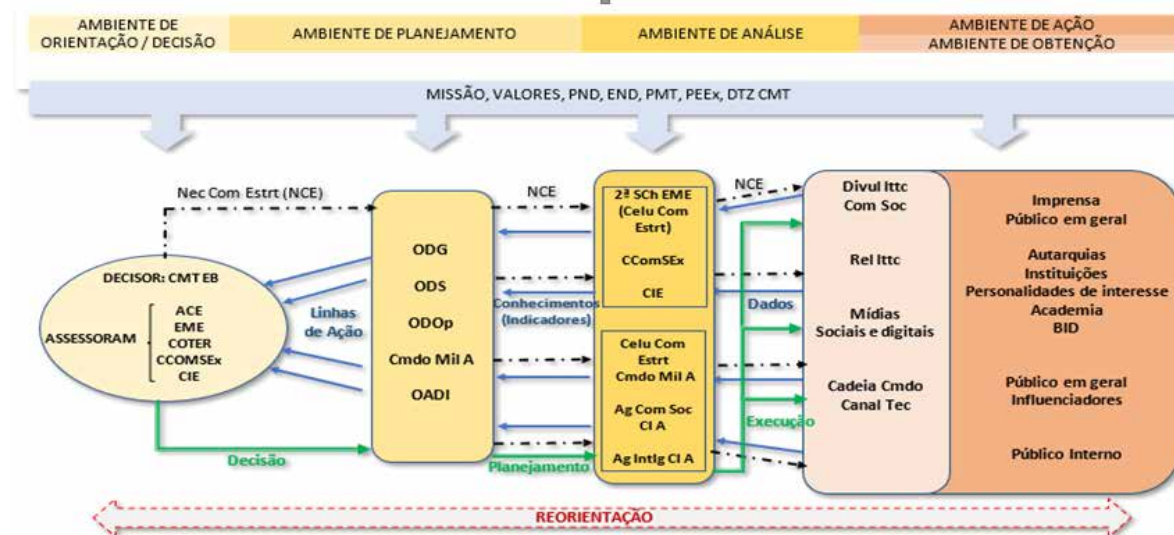 AMBIENTE DE
ORIENTAÇÃO / DECISÃO
AMBIENTE DE PLANEJAMENTO
AMBIENTE DE ANÁLISE
AMBIENTE DE AÇÃO
AMBIENTE DE OBTENÇÃO
MISSÃO, VALORES, PND, END, PMT, PEEx, DTZ CMT
Nec Com Estrt (NCE)
DECISOR: CMT EB
ASSESSORAM
ACE
EME
COTER
CCOMSEx
CIE
Decisão
Linhas
de Ação
ODG
ODS
ODOp
Cmdo Mil A
OADI
NCE
Conhecimentos
(Indicadores)
Planejamento
2ª SCh EME
(Celu Com
Estrt)
CComSEx
CIE
Celu Com
Estrt
Cmdo Mil A
Ag Com Soc
CI A
Ag Intlg CI A
NCE
Dados
Execução
Divul Ittc
Com Soc
Rel Ittc
Mídias
Sociais e digitais
Cadeia Cmdo
Canal Tec
Imprensa
Público em geral
Autarquias
Instituições
Personalidades de interesse
Academia
BID
Público em geral
Influenciadores
Público Interno
REORIENTAÇÃO